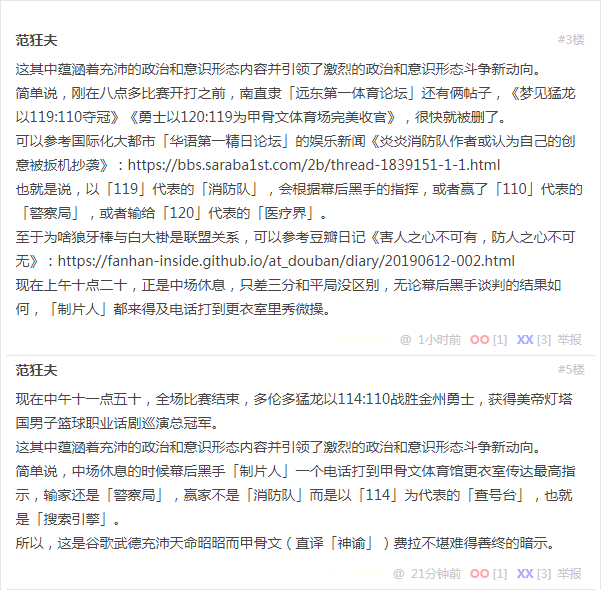 范狂夫 #3楼
这其中蕴涵着充沛的政治和意识形态内容并引领了激烈的政治和意识形态斗争新动向。
简单说，刚在八点多比赛开打之前，南直隶「远东第一体育论坛」还有俩帖子，《梦见猛龙
以119:110夺冠》《勇士以120:119为甲骨文体育场完美收官》，很快就被删了。
可以参考国际化大都市「华语第一精日论坛」的娱乐新闻《炎炎消防队作者或认为自己的创
意被扳机抄袭》：https://bbs.saraba1st.com/2b/thread-1839151-1-1.html
也就是说，以「119」代表的「消防队」，会根据幕后黑手的指挥，或者赢了「110」代表的
「警察局」，或者输给「120」代表的「医疗界」。
至于为啥狼牙棒与白大褂是联盟关系，可以参考豆瓣日记《害人之心不可有，防人之心不可
无》：https://fanhan-inside.github.io/at_douban/diary/20190612-002.html
现在上午十点二十，正是中场休息，只差三分和平局没区别，无论幕后黑手谈判的结果如
何，「制片人」都来得及电话打到更衣室里秀微操。
@ 1小时前 OO [1] XX [3] 举报
范狂夫 #5楼
现在中午十一点五十，全场比赛结束，多伦多猛龙以114:110战胜金州勇士，获得美帝灯塔
国男子篮球职业话剧巡演总冠军。
这其中蕴涵着充沛的政治和意识形态内容并引领了激烈的政治和意识形态斗争新动向。
简单说，中场休息的时候幕后黑手「制片人」一个电话打到甲骨文体育馆更衣室传达最高指
示，输家还是「警察局」，赢家不是「消防队」而是以「114」为代表的「查号台」，也就
是「搜索引擎」。
所以，这是谷歌武德充沛天命昭昭而甲骨文（直译「神谕」）费拉不堪难得善终的暗示。
@ 21分钟前 OO [1] XX [3] 举报